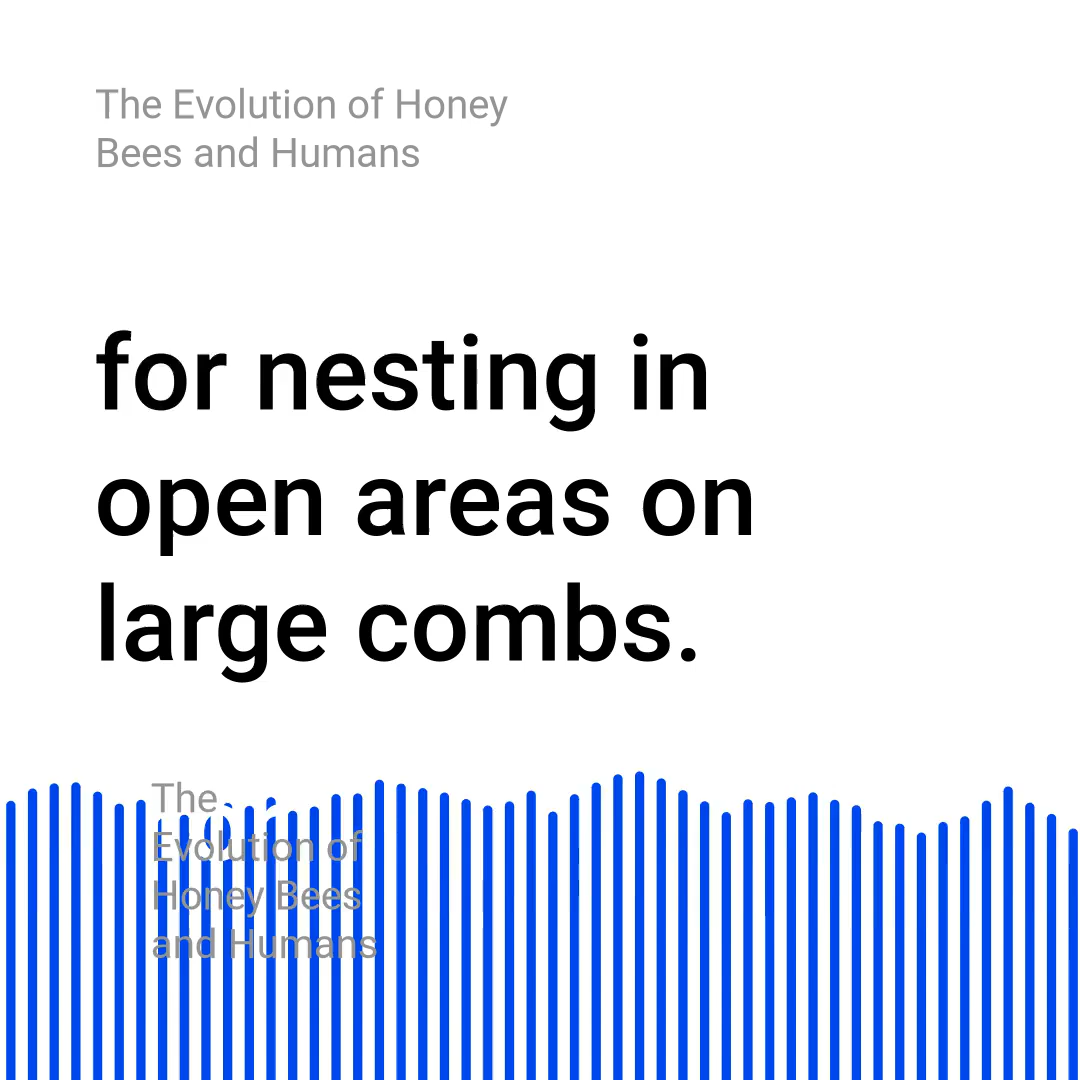 The Evolution of Honey
Bees and Humans
for nesting in
open areas on
large combs.
The
Evolution of
Honey Bees
and Humans